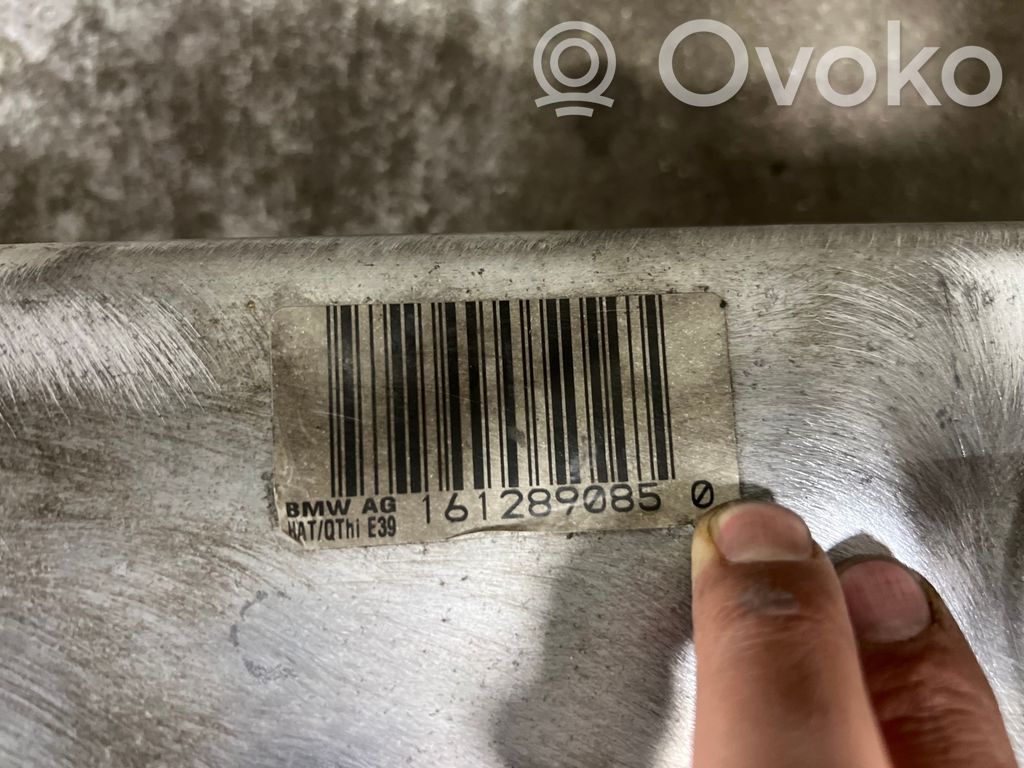 Ovoko
BMW AG 161289085 0
HAT/QThi E39